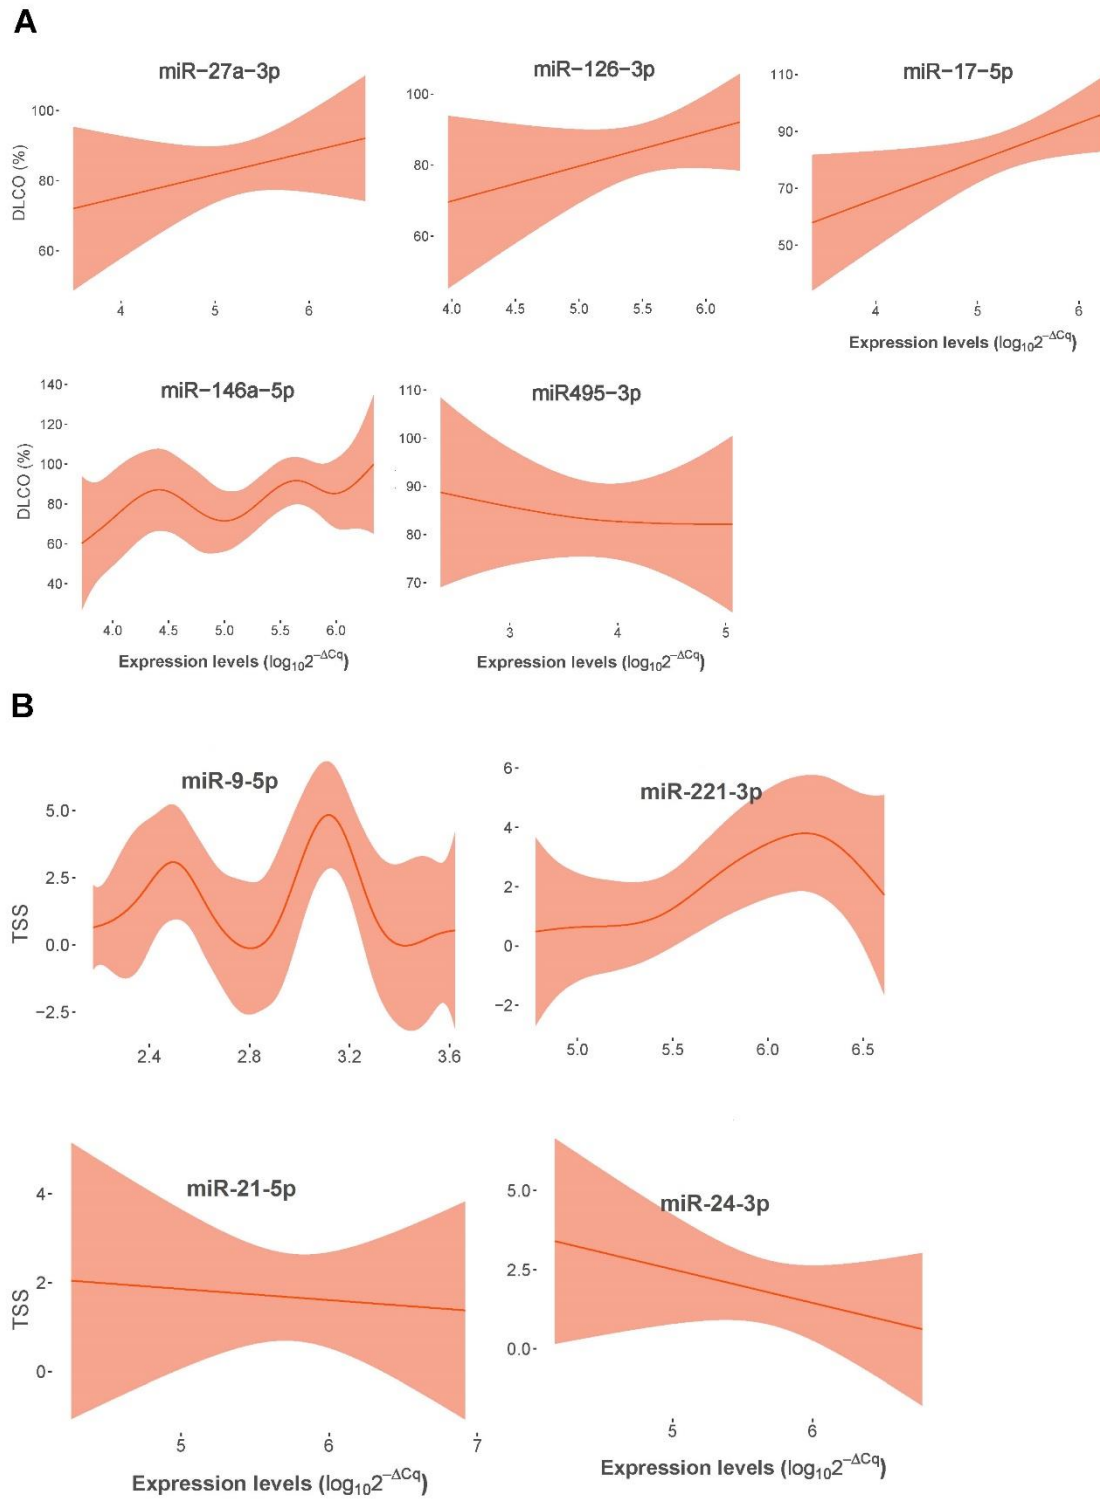 A
miR-27a-3p
miR-126-3p
miR-17-5p
DLCO (%)
100-
80-
60-
4 5 6
100-
80-
60-
4.0 4.5 5.0 5.5 6.0
110-
90-
70-
50-
4 5 6
Expression levels (log₁₀2⁻ΔCq)
miR-146a-5p
miR495-3p
DLCO (%)
140-
120-
100-
80-
60-
40-
4.0 4.5 5.0 5.5 6.0
Expression levels (log₁₀2⁻ΔCq)
110-
100-
90-
80-
70-
3 4 5
Expression levels (log₁₀2⁻ΔCq)
B
miR-9-5p
miR-221-3p
TSS
5.0-
2.5-
0.0-
−2.5-
2.4 2.8 3.2 3.6
6-
4-
2-
0-
−2-
5.0 5.5 6.0 6.5
miR-21-5p
miR-24-3p
TSS
4-
2-
0-
5 6 7
Expression levels (log₁₀2⁻ΔCq)
5.0-
2.5-
0.0-
5 6
Expression levels (log₁₀2⁻ΔCq)